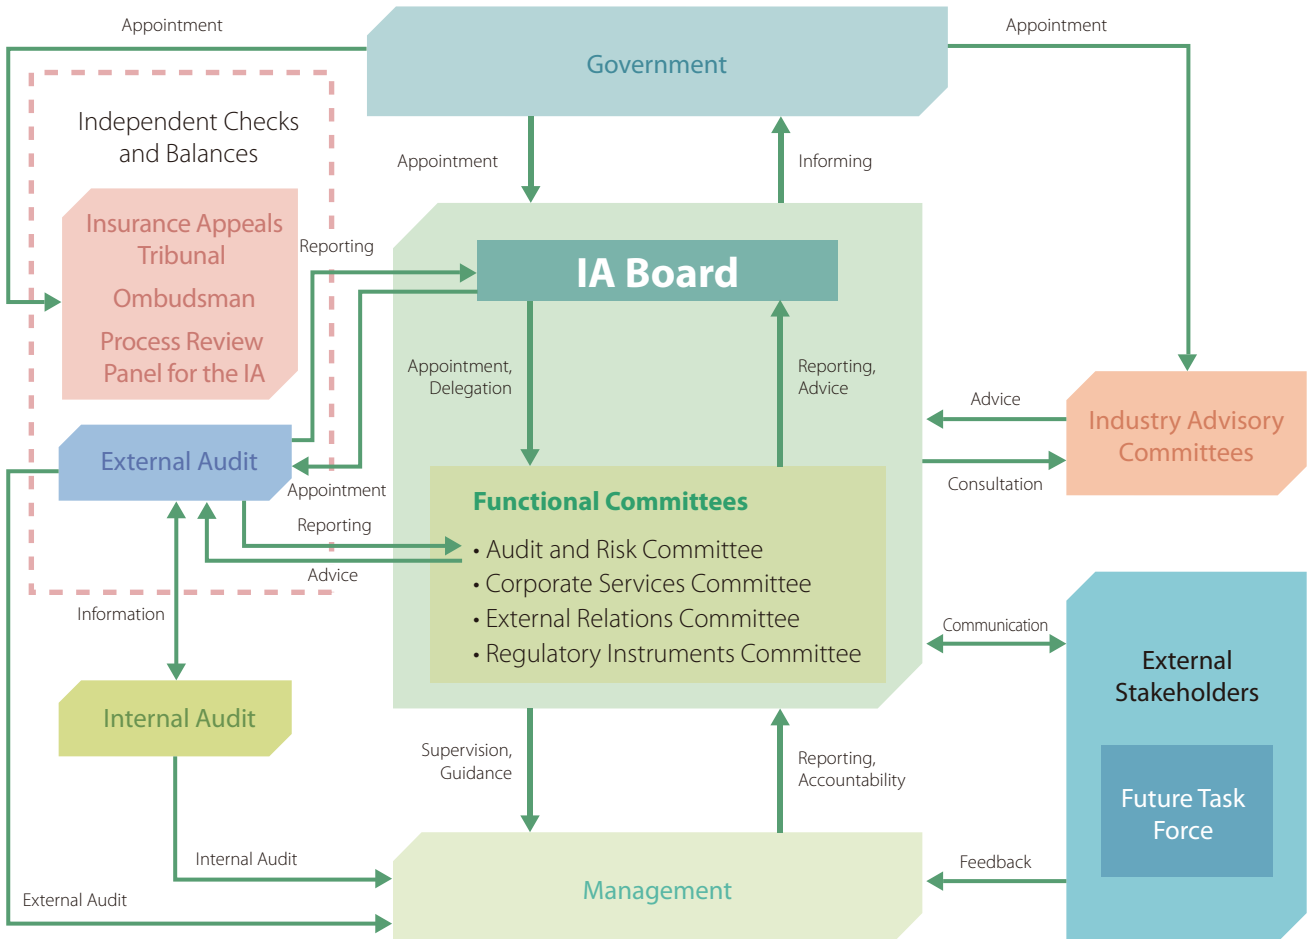 Appointment
Government
Appointment
Independent Checks
and Balances
Appointment
Informing
Insurance Appeals
Tribunal
Ombudsman
Process Review
Panel for the IA
Reporting
IA Board
Appointment,
Delegation
Reporting,
Advice
Advice
Industry Advisory
Committees
Consultation
External Audit
Appointment
Reporting
Advice
Functional Committees
• Audit and Risk Committee
• Corporate Services Committee
• External Relations Committee
• Regulatory Instruments Committee
Information
Communication
External
Stakeholders
Internal Audit
Supervision,
Guidance
Reporting,
Accountability
Future Task
Force
Internal Audit
Feedback
External Audit
Management